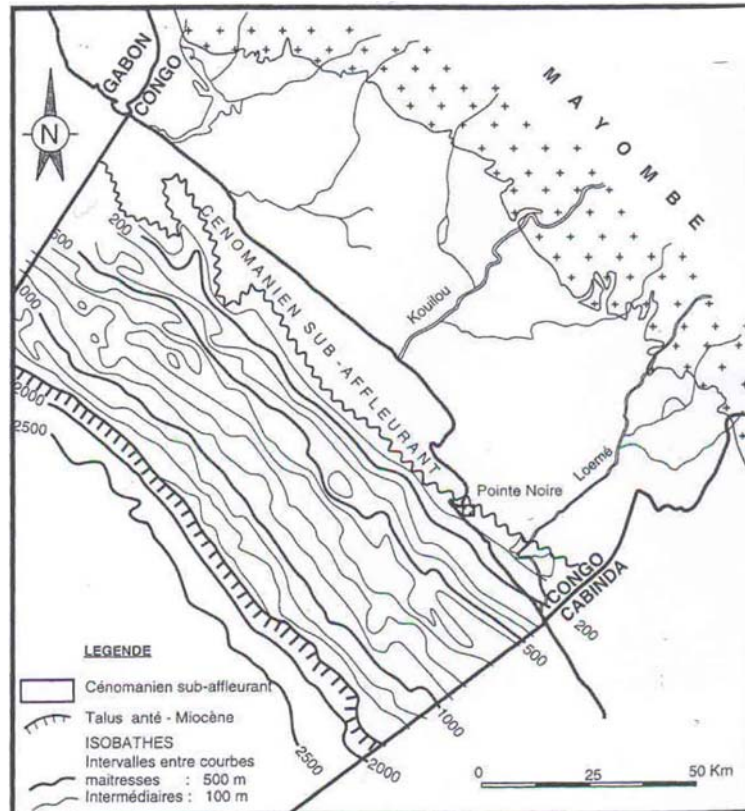 GABON
CONGO
N
MAYOMBE
CENOMANIEN SUB-AFFLEURANT
Kouilou
Loemé
Pointe Noire
CONGO
CABINDA
200
500
000
2000
2500
200
500
1000
2000
2500
LEGENDE
Cénomanien sub-affleurant
Talus anté - Miocène
ISOBATHES
Intervalles entre courbes
maitresses : 500 m
Intermédiaires : 100 m
0 25 50 Km